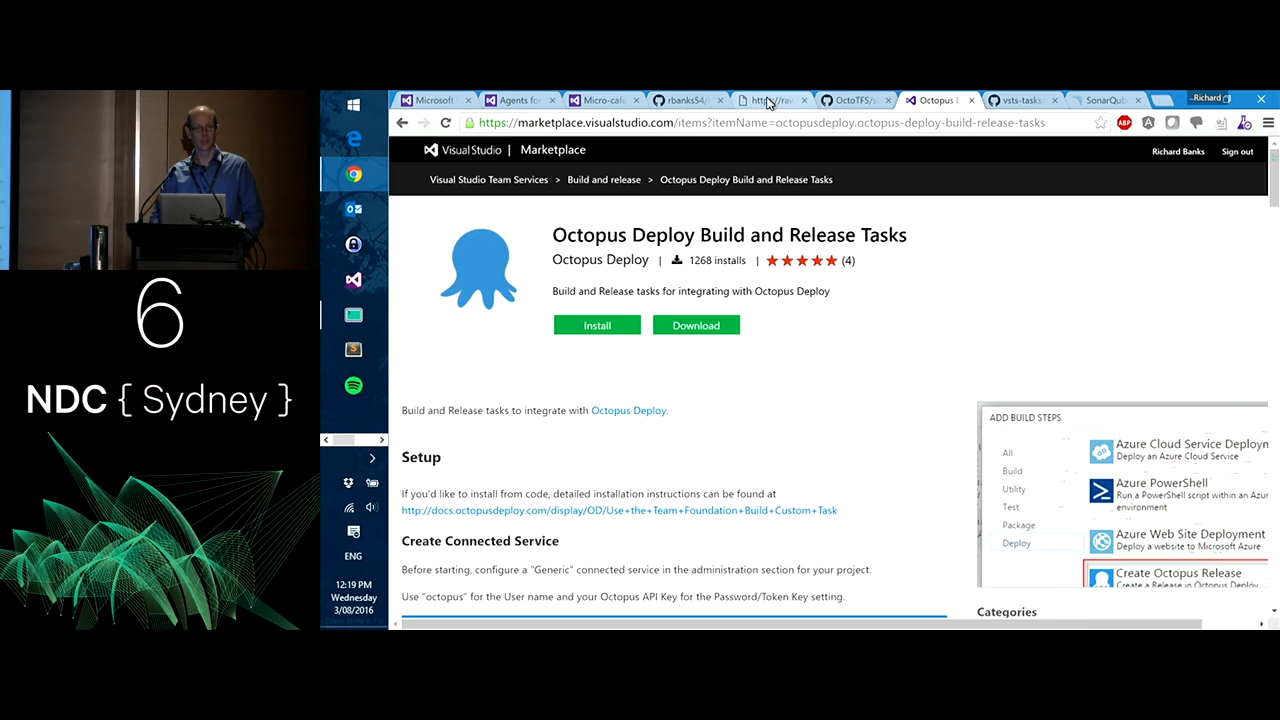 6
NDC { Sydney }
Microsoft
Agents for
Micro-cafe
rbanks54/
OctoTFS/s
Octopus
vsts-tasks
SonarQub
Richard
https://marketplace.visualstudio.com/items?itemName=octopusdeploy.octopus-deploy-build-release-tasks
ABP
Visual Studio | Marketplace
Richard Banks Sign out
Visual Studio Team Services > Build and release > Octopus Deploy Build and Release Tasks
Octopus Deploy Build and Release Tasks
Octopus Deploy | 1268 installs | (4)
Build and Release tasks for integrating with Octopus Deploy
Install Download
Build and Release tasks to integrate with Octopus Deploy.
Setup
If you'd like to install from code, detailed installation instructions can be found at
http://docs.octopusdeploy.com/display/OD/Use+the+Team+Foundation+Build+Custom+Task
Create Connected Service
Before starting, configure a "Generic" connected service in the administration section for your project.
Use "octopus" for the User name and your Octopus API Key for the Password/Token Key setting.
ADD BUILD STEPS
All
Build
Utility
Test
Package
Deploy
Azure Cloud Service Deploym
Deploy an Azure Cloud Service
Azure PowerShell
Run a PowerShell script within an Azur
environment
Azure Web Site Deployment
Deploy a website to Microsoft Azure
Create Octopus Release
Create a Release in Octopus Deploy
Categories
ENG
12:19 PM
Wednesday
3/08/2016